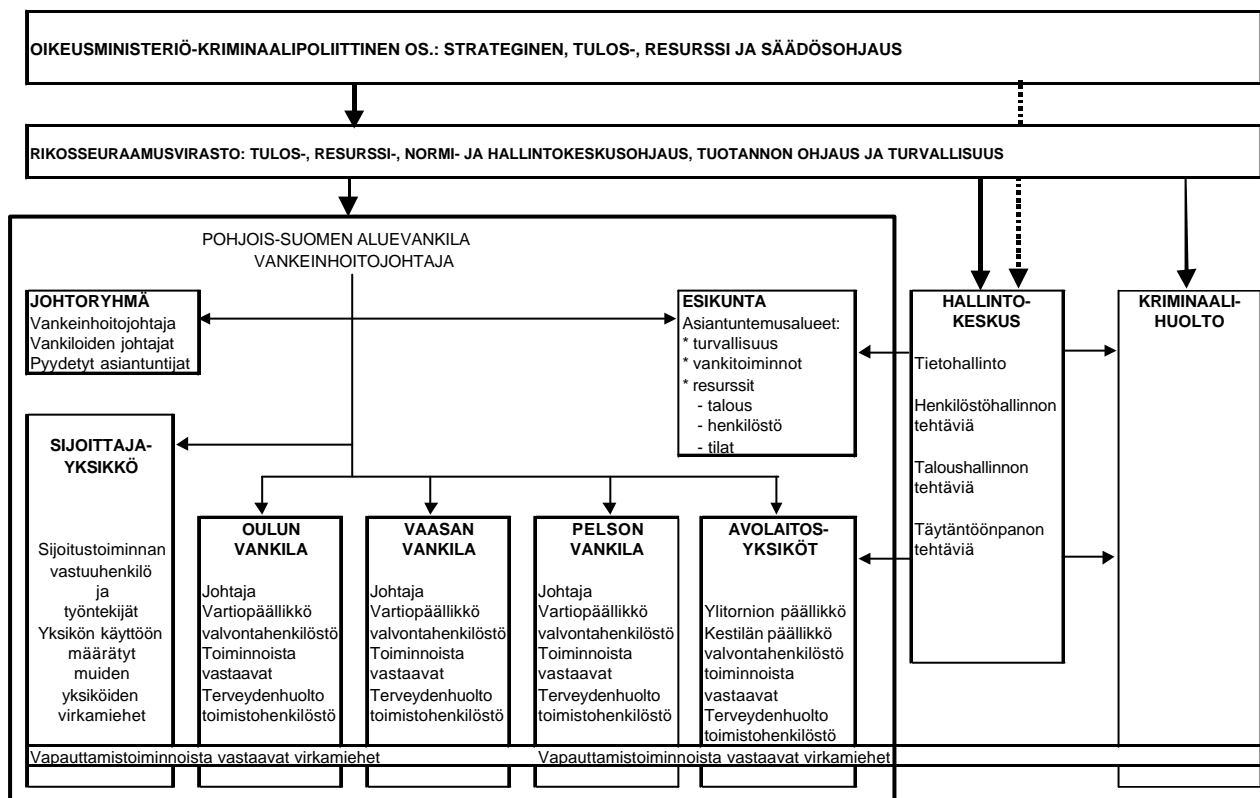 OIKEUSMINISTERIÖ-KRIMINAALIPOLIITTINEN OS.: STRATEGINEN, TULOS-, RESURSSI JA SÄÄDÖSOHJAUS
RIKOSSEURAAMUSVIRASTO: TULOS-, RESURSSI-, NORMI- JA HALLINTOKESKUSOHJAUS, TUOTANNON OHJAUS JA TURVALLISUUS
POHJOIS-SUOMEN ALUEVANKILA
VANKEINHOITOJOHTAJA
JOHTORYHMÄ
Vankeinhoitojohtaja
Vankiloiden johtajat
Pyydetyt asiantuntijat
ESIKUNTA
Asiantuntemusalueet:
* turvallisuus
* vankitoiminnot
* resurssit
- talous
- henkilöstö
- tilat
HALLINTO-
KESKUS
Tietohallinto
Henkilöstöhallinnon
tehtäviä
Taloushallinnon
tehtäviä
Täytäntöönpanon
tehtäviä
KRIMINAALI-
HUOLTO
SIJOITTAJA-
YKSIKKÖ
Sijoitustoiminnan
vastuuhenkilö
ja
työntekijät
Yksikön käyttöön
määrätyt
muiden
yksiköiden
virkamiehet
OULUN
VANKILA
Johtaja
Vartiopäällikkö
valvontahenkilöstö
Toiminnoista
vastaavat
Terveydenhuolto
toimistohenkilöstö
VAASAN
VANKILA
Johtaja
Vartiopäällikkö
valvontahenkilöstö
Toiminnoista
vastaavat
Terveydenhuolto
toimistohenkilöstö
PELSON
VANKILA
Johtaja
Vartiopäällikkö
valvontahenkilöstö
Toiminnoista
vastaavat
Terveydenhuolto
toimistohenkilöstö
AVOLAITOS-
YKSIKÖT
Ylitornion päällikkö
Kestilän päällikkö
valvontahenkilöstö
toiminnoista
vastaavat
Terveydenhuolto
toimistohenkilöstö
Vapauttamistoiminnoista vastaavat virkamiehet
Vapauttamistoiminnoista vastaavat virkamiehet